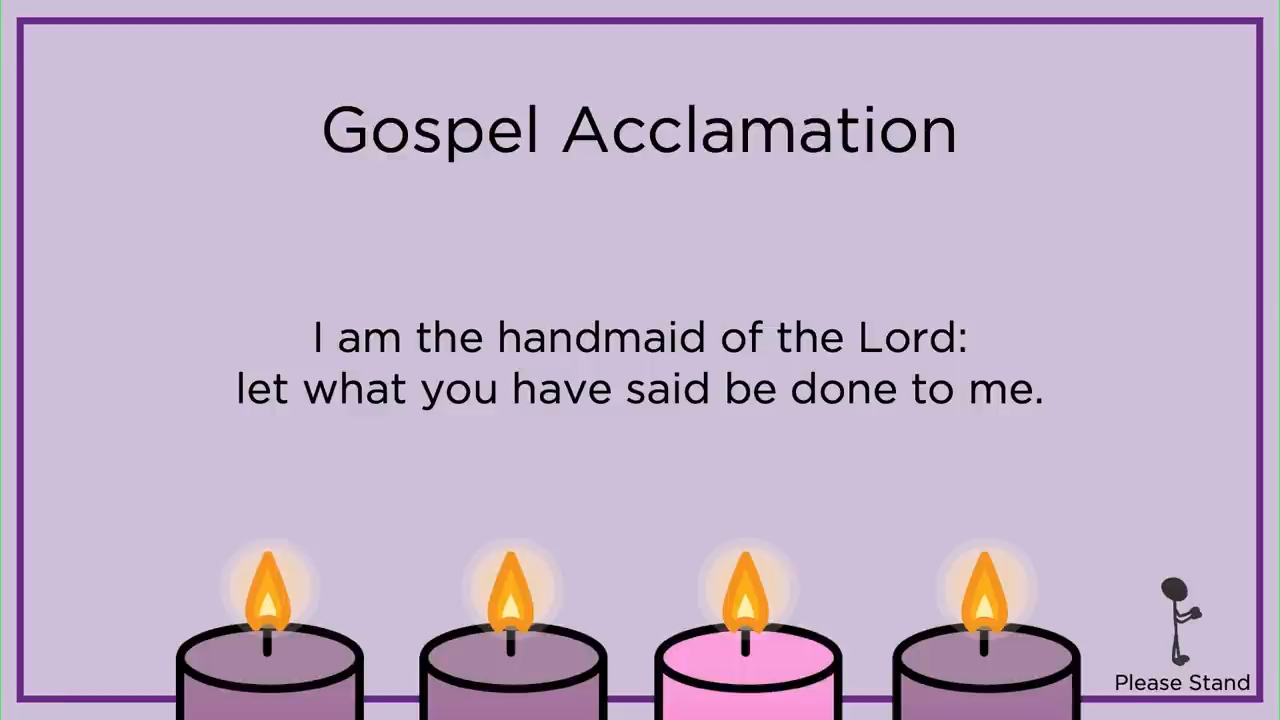 Gospel Acclamation
I am the handmaid of the Lord:
let what you have said be done to me.
Please Stand